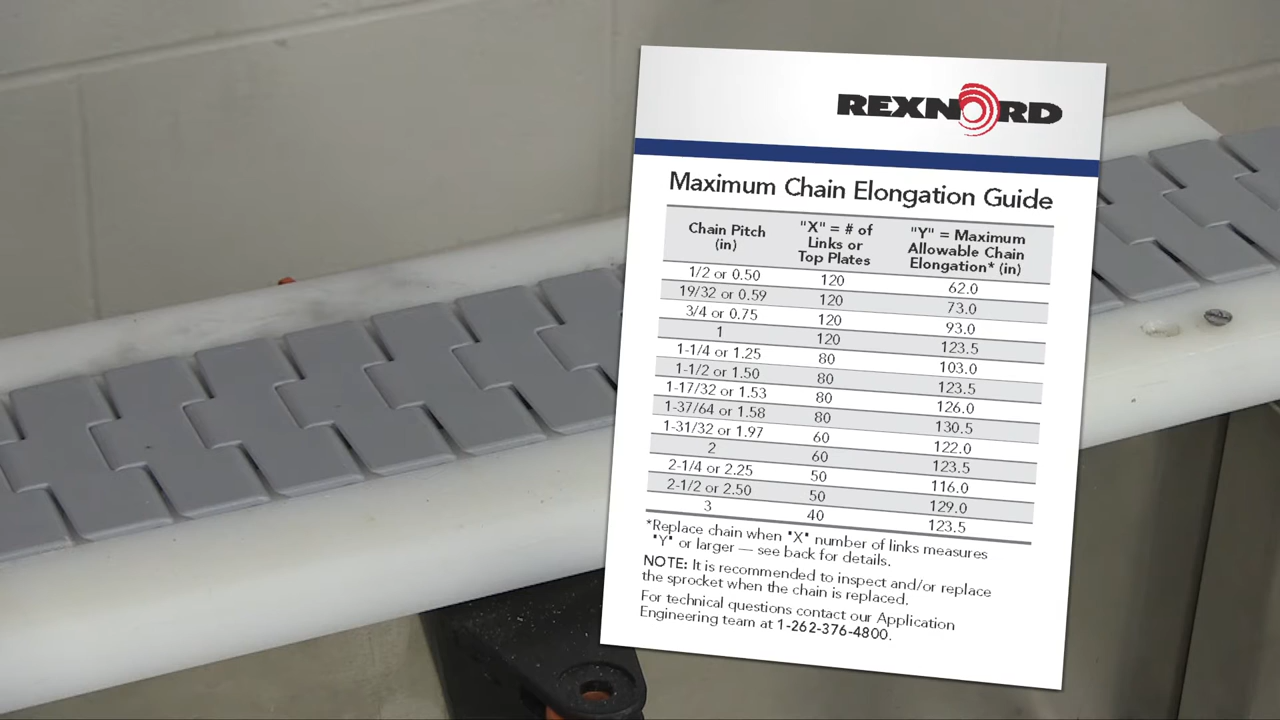 REXNORD
Maximum Chain Elongation Guide
Chain Pitch (in) "X" = # of Links or Top Plates "Y" = Maximum Allowable Chain Elongation* (in)
1/2 or 0.50 120 62.0
19/32 or 0.59 120 73.0
3/4 or 0.75 120 93.0
1 120 123.5
1-1/4 or 1.25 80 103.0
1-1/2 or 1.50 80 123.5
1-17/32 or 1.53 80 126.0
1-37/64 or 1.58 80 130.5
1-31/32 or 1.97 60 122.0
2 60 123.5
2-1/4 or 2.25 50 116.0
2-1/2 or 2.50 50 129.0
3 40 123.5
*Replace chain when "X" number of links measures
"Y" or larger — see back for details.
NOTE: It is recommended to inspect and/or replace
the sprocket when the chain is replaced.
For technical questions contact our Application
Engineering team at 1-262-376-4800.